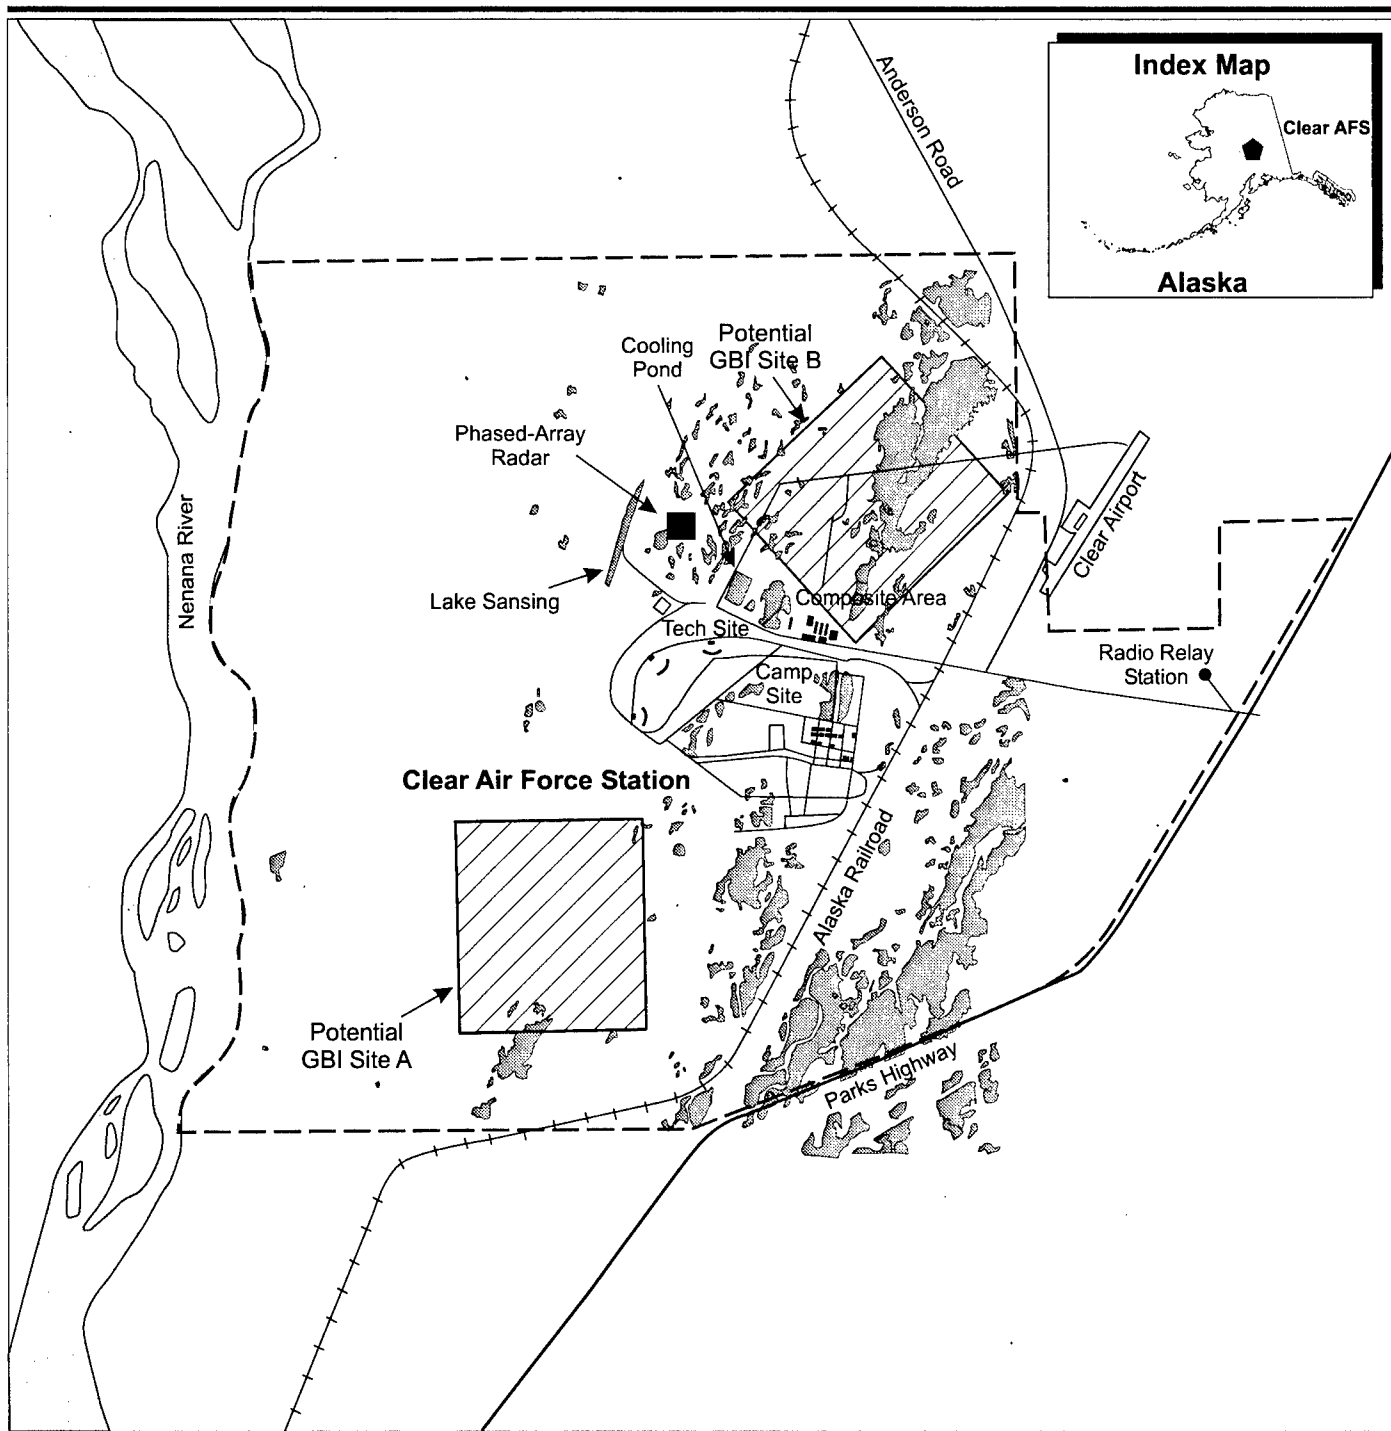 Index Map
Clear AFS
Alaska
Anderson Road
Potential
GBI Site B
Cooling
Pond
Phased-Array
Radar
Nenana River
Clear Airport
Lake Sansing
Composite Area
Tech Site
Radio Relay
Station
Camp
Site
Clear Air Force Station
Alaska Railroad
Potential
GBI Site A
Parks Highway